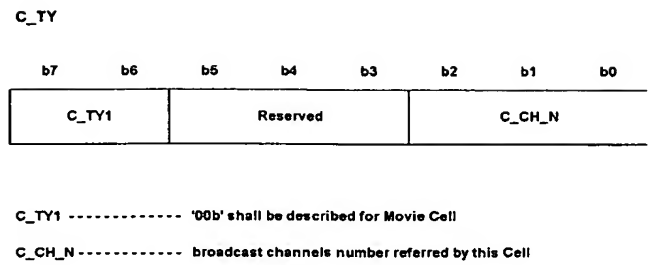 C_TY
b7 b6 b5 b4 b3 b2 b1 b0
C_TY1 Reserved C_CH_N
C_TY1 -------------- '00b' shall be described for Movie Cell
C_CH_N ------------ broadcast channels number referred by this Cell